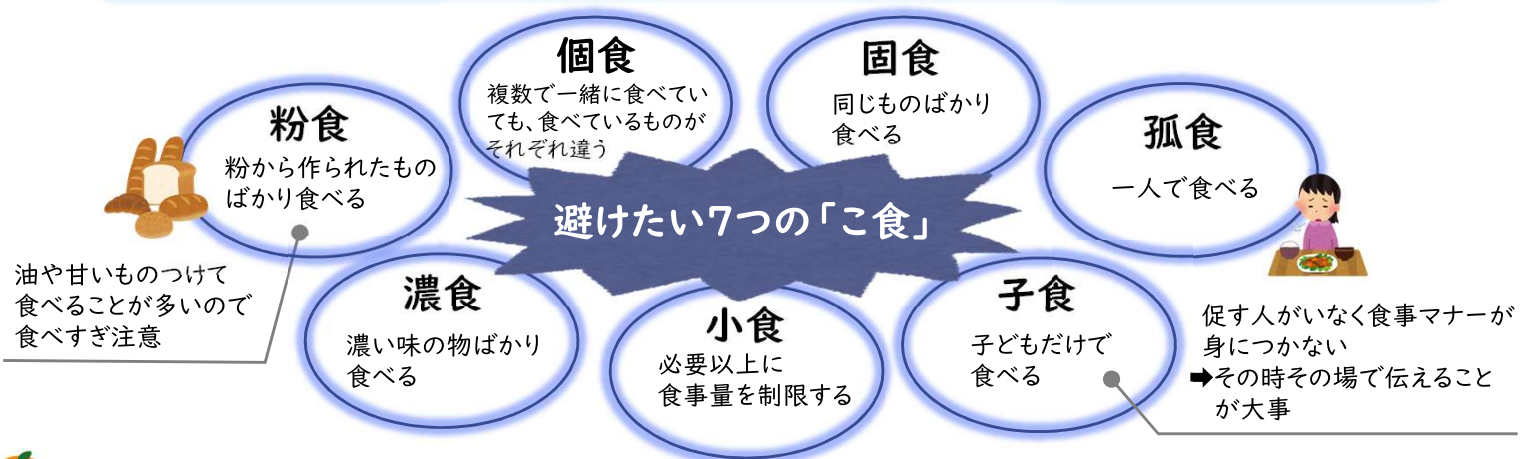 避けたい7つの「こ食」
個食
複数で一緒に食べてい
ても、食べているものが
それぞれ違う
固食
同じものばかり
食べる
孤食
一人で食べる
粉食
粉から作られたもの
ばかり食べる
油や甘いものつけて
食べることが多いので
食べすぎ注意
濃食
濃い味の物ばかり
食べる
小食
必要以上に
食事量を制限する
子食
子どもだけで
食べる
促す人がいなく食事マナーが
身につかない
➡その時その場で伝えること
が大事